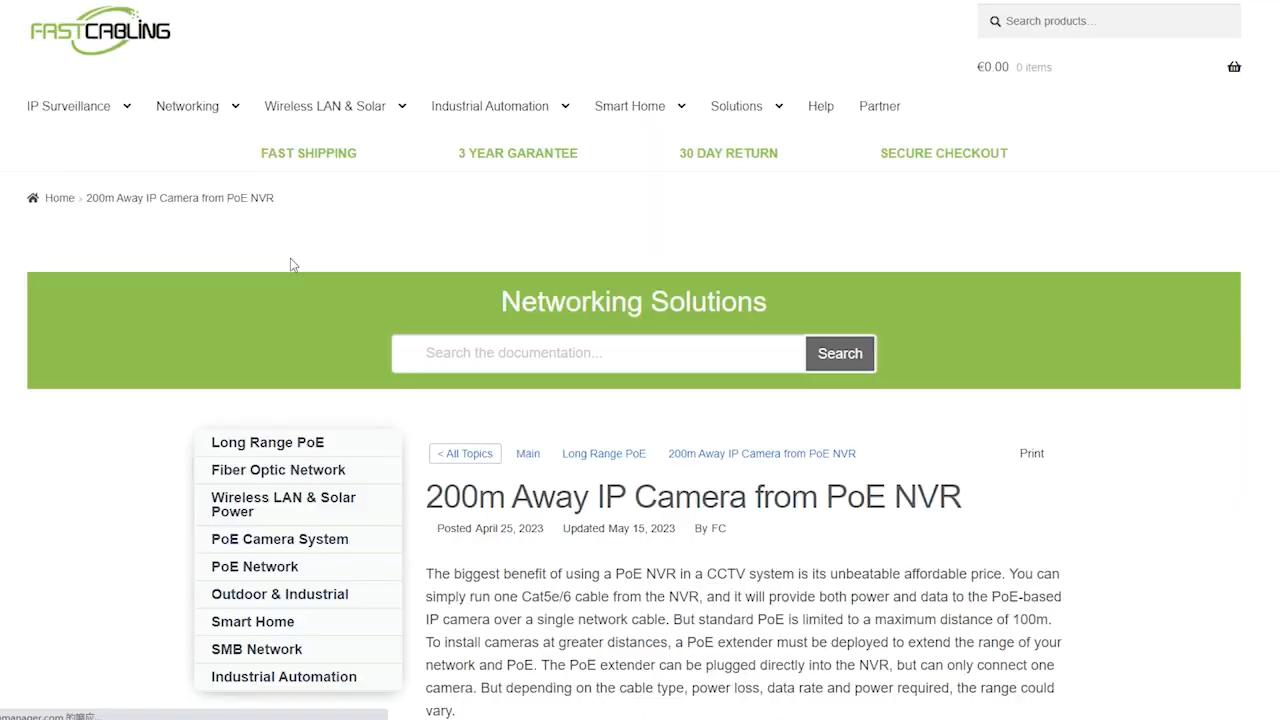 FASTCABLING
Search products…
€0.00 0 items
IP Surveillance Networking Wireless LAN & Solar Industrial Automation Smart Home Solutions Help Partner
FAST SHIPPING 3 YEAR GARANTEE 30 DAY RETURN SECURE CHECKOUT
Home › 200m Away IP Camera from PoE NVR
Networking Solutions
Search the documentation... Search
Long Range PoE
Fiber Optic Network
Wireless LAN & Solar
Power
PoE Camera System
PoE Network
Outdoor & Industrial
Smart Home
SMB Network
Industrial Automation
< All Topics Main Long Range PoE 200m Away IP Camera from PoE NVR Print
200m Away IP Camera from PoE NVR
Posted April 25, 2023 Updated May 15, 2023 By FC
The biggest benefit of using a PoE NVR in a CCTV system is its unbeatable affordable price. You can
simply run one Cat5e/6 cable from the NVR, and it will provide both power and data to the PoE-based
IP camera over a single network cable. But standard PoE is limited to a maximum distance of 100m.
To install cameras at greater distances, a PoE extender must be deployed to extend the range of your
network and PoE. The PoE extender can be plugged directly into the NVR, but can only connect one
camera. But depending on the cable type, power loss, data rate and power required, the range could
vary.